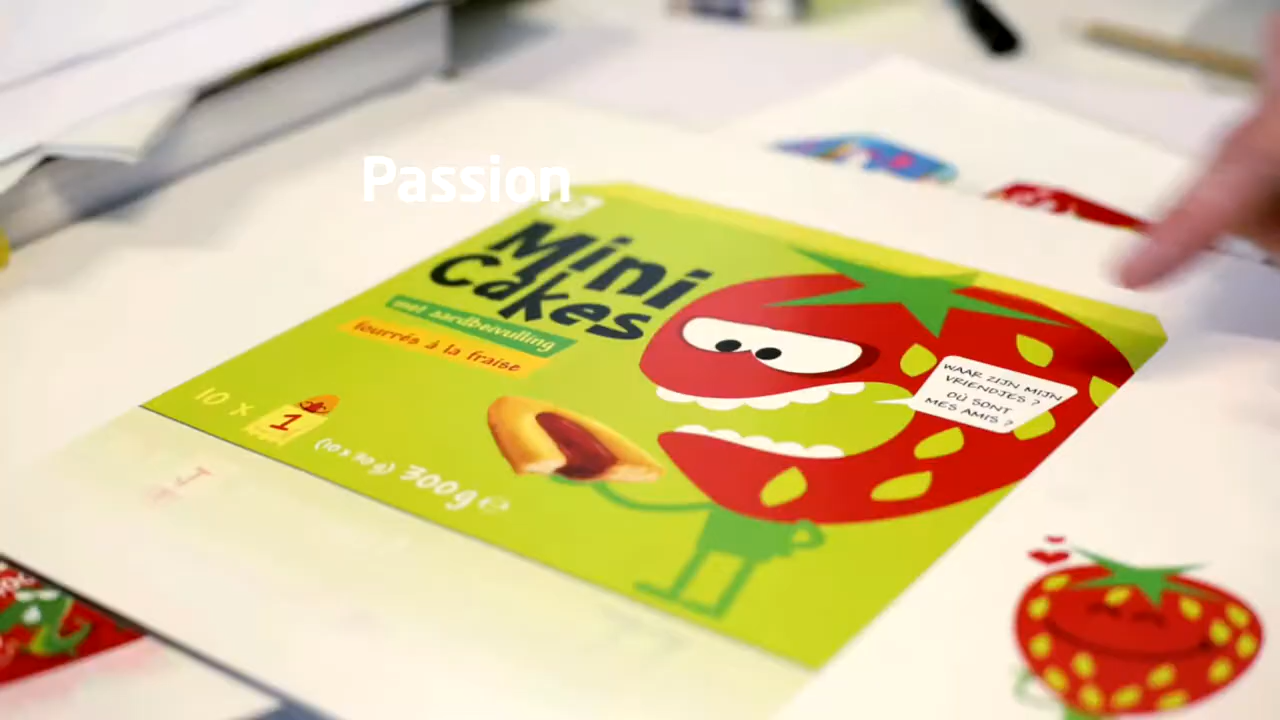 Passion
Mini
Cakes
met aardbeivulling
fourrés à la fraise
WAAR ZIJN MIJN
VRIENDJES ?
OÙ SONT
MES AMIS ?
10 x 1
(10 x 30 g) 300 g e